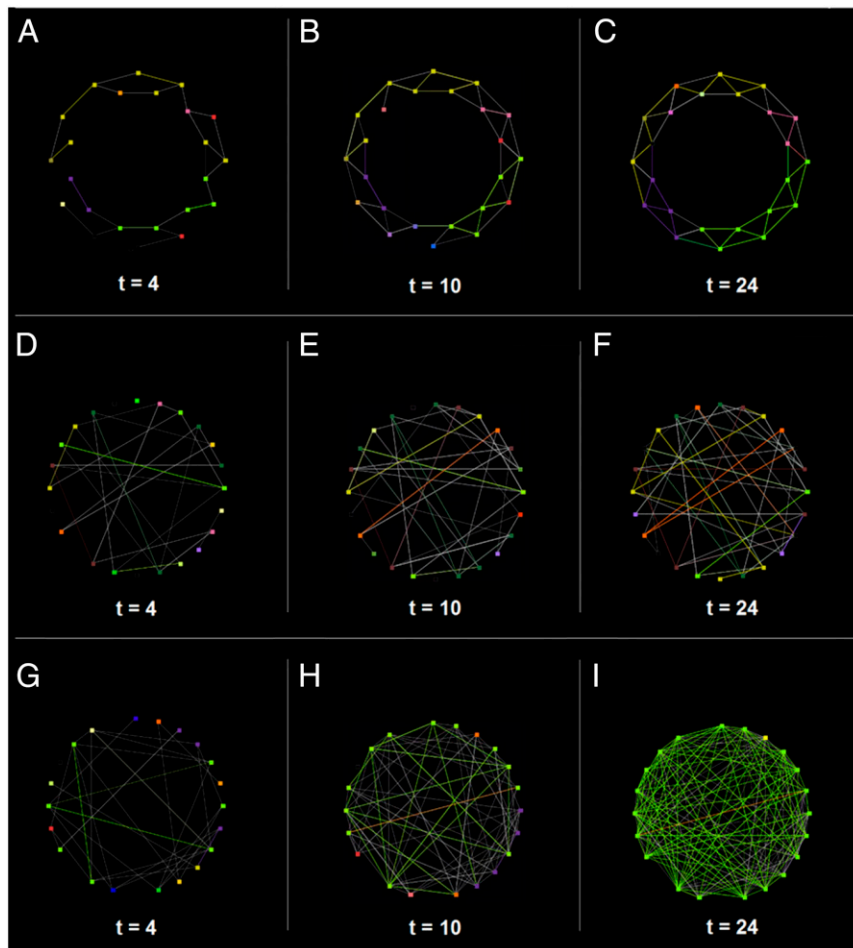 A B C
t = 4 t = 10 t = 24
D E F
t = 4 t = 10 t = 24
G H I
t = 4 t = 10 t = 24